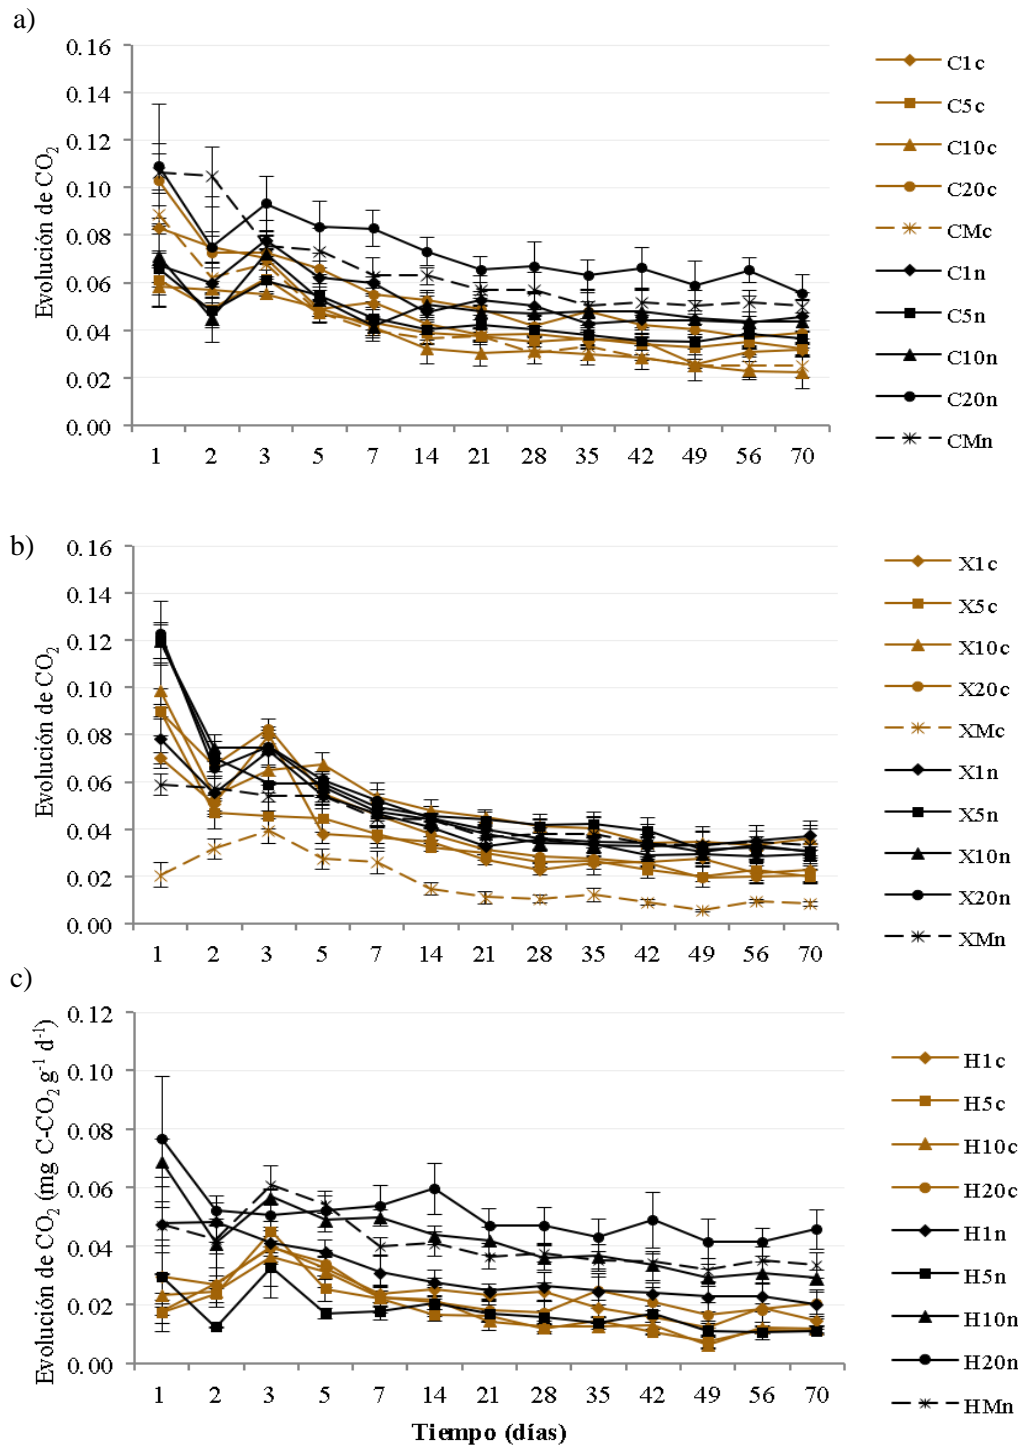 a)
Evolución de CO2
0.16
0.14
0.12
0.10
0.08
0.06
0.04
0.02
0.00
1 2 3 5 7 14 21 28 35 42 49 56 70
C1c
C5c
C10c
C20c
CMc
C1n
C5n
C10n
C20n
CMn
b)
Evolución de CO2
0.16
0.14
0.12
0.10
0.08
0.06
0.04
0.02
0.00
1 2 3 5 7 14 21 28 35 42 49 56 70
X1c
X5c
X10c
X20c
XMc
X1n
X5n
X10n
X20n
XMn
c)
Evolución de CO2 (mg C-CO2 g-1 d-1)
0.12
0.10
0.08
0.06
0.04
0.02
0.00
1 2 3 5 7 14 21 28 35 42 49 56 70
Tiempo (días)
H1c
H5c
H10c
H20c
H1n
H5n
H10n
H20n
HMn